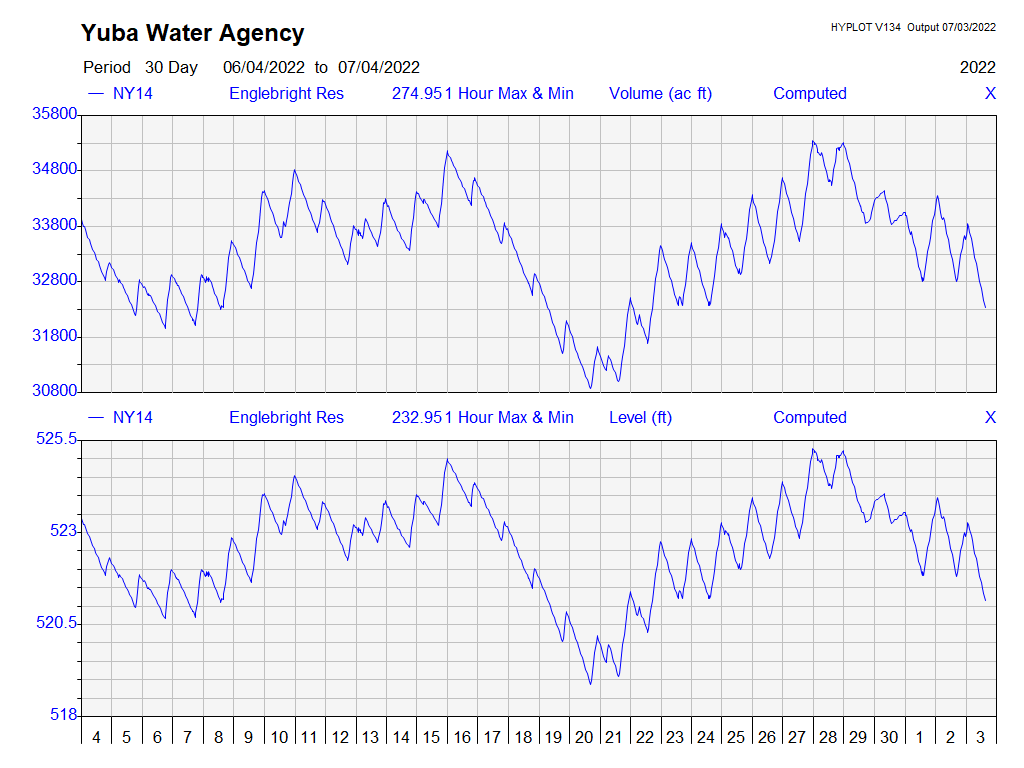 Yuba Water Agency
HYPLOT V134 Output 07/03/2022
Period 30 Day 06/04/2022 to 07/04/2022 2022
NY14 Englebright Res 274.951 Hour Max & Min Volume (ac ft) Computed X
35800
34800
33800
32800
31800
30800
NY14 Englebright Res 232.951 Hour Max & Min Level (ft) Computed X
525.5
523
520.5
518
4 5 6 7 8 9 10 11 12 13 14 15 16 17 18 19 20 21 22 23 24 25 26 27 28 29 30 1 2 3